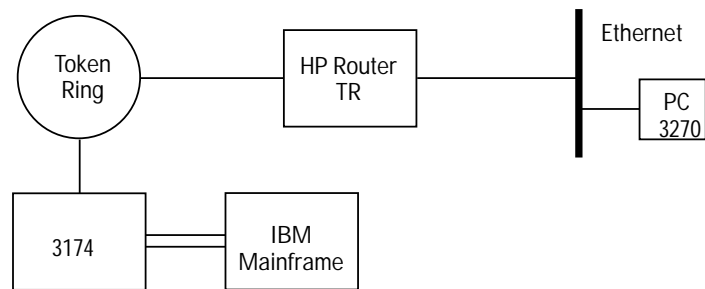 Token
Ring
HP Router
TR
Ethernet
PC
3270
3174
IBM
Mainframe